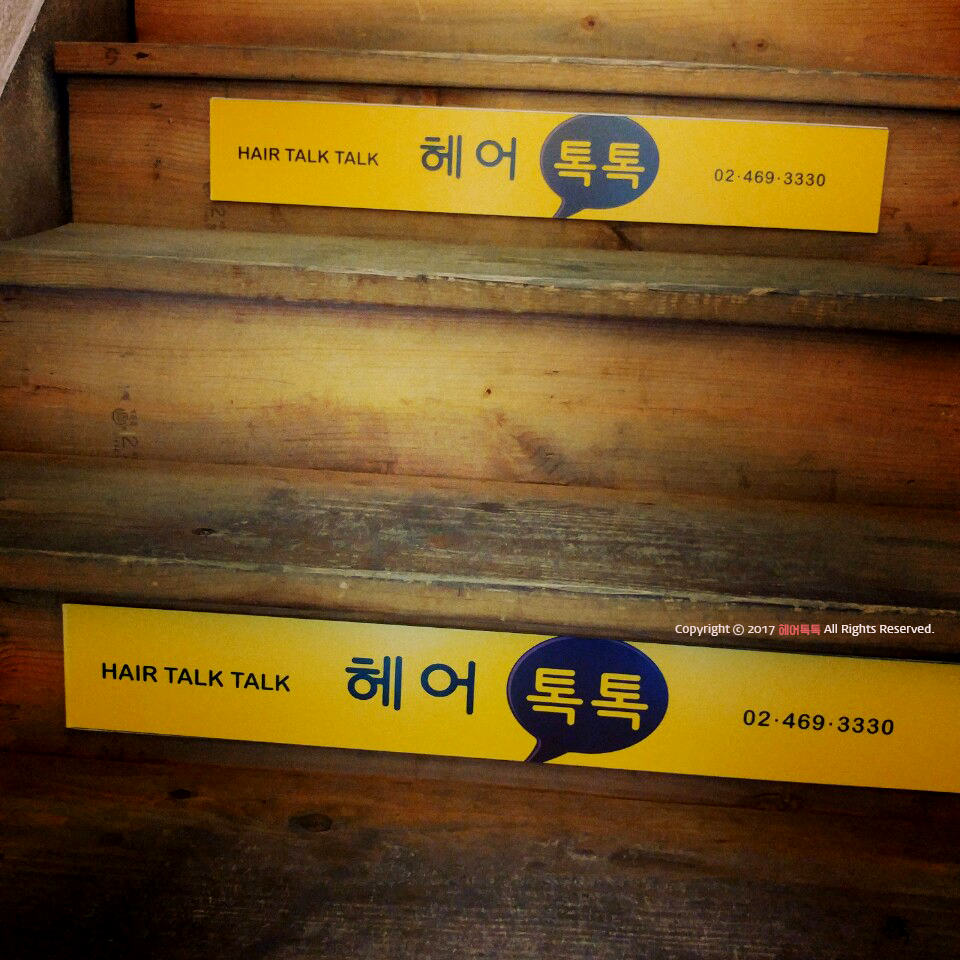 HAIR TALK TALK 헤어 톡톡 02·469·3330
Copyright © 2017 헤어톡톡 All Rights Reserved.
HAIR TALK TALK 헤어 톡톡 02·469·3330